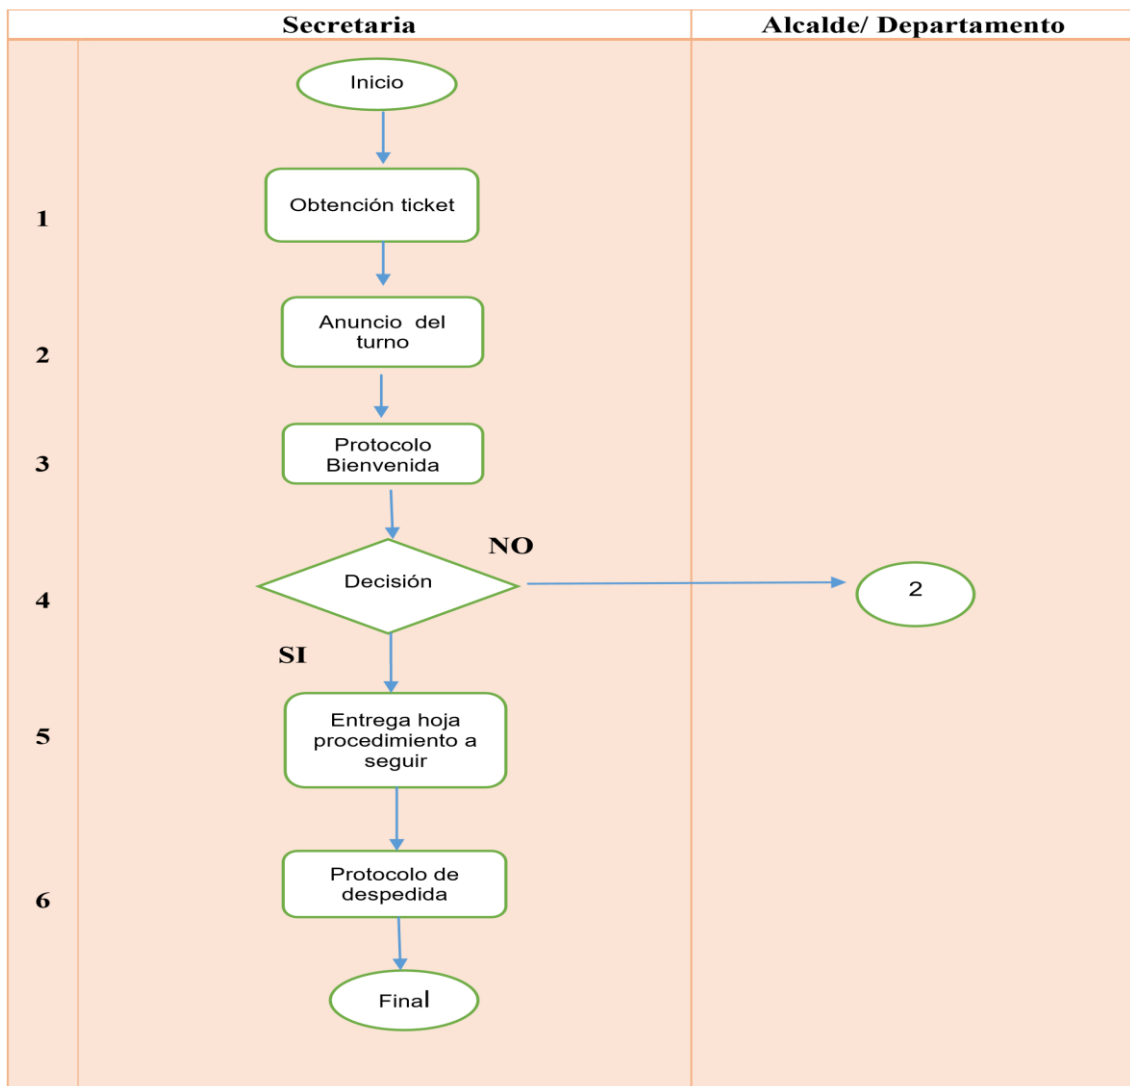 Secretaria
Alcalde/ Departamento
Inicio
1
Obtención ticket
2
Anuncio del
turno
3
Protocolo
Bienvenida
NO
4
Decisión
2
SI
5
Entrega hoja
procedimiento a
seguir
6
Protocolo de
despedida
Final